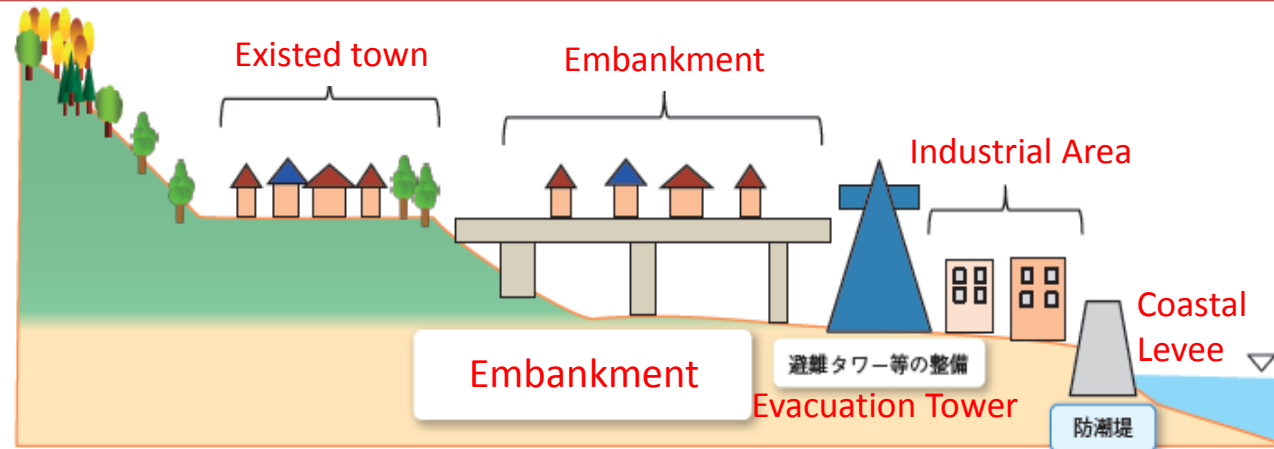 Existed town
Embankment
Industrial Area
Coastal
Levee
Embankment
避難タワー等の整備
Evacuation Tower
防潮堤